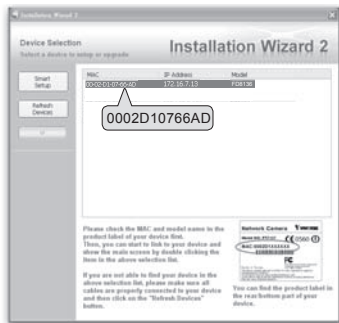 Installation Wizard 2
Device Selection
Select a device to setup or upgrade
Installation Wizard 2
Smart
Setup
Refresh
Devices
MAC IP Address Model
00-02-D1-07-66-AD 172.16.7.13
0002D10766AD
Please check the MAC and model name in the
product label of your device first.
Then, you can start to link to your device and
show the main screen by double clicking the
item in the above selection list.
If you are not able to find your device in the
above selection list, please make sure all
cables are properly connected to your device
and then click on the "Refresh Devices"
button.
Network Camera
You can find the product label in
the rear/bottom part of your
device.